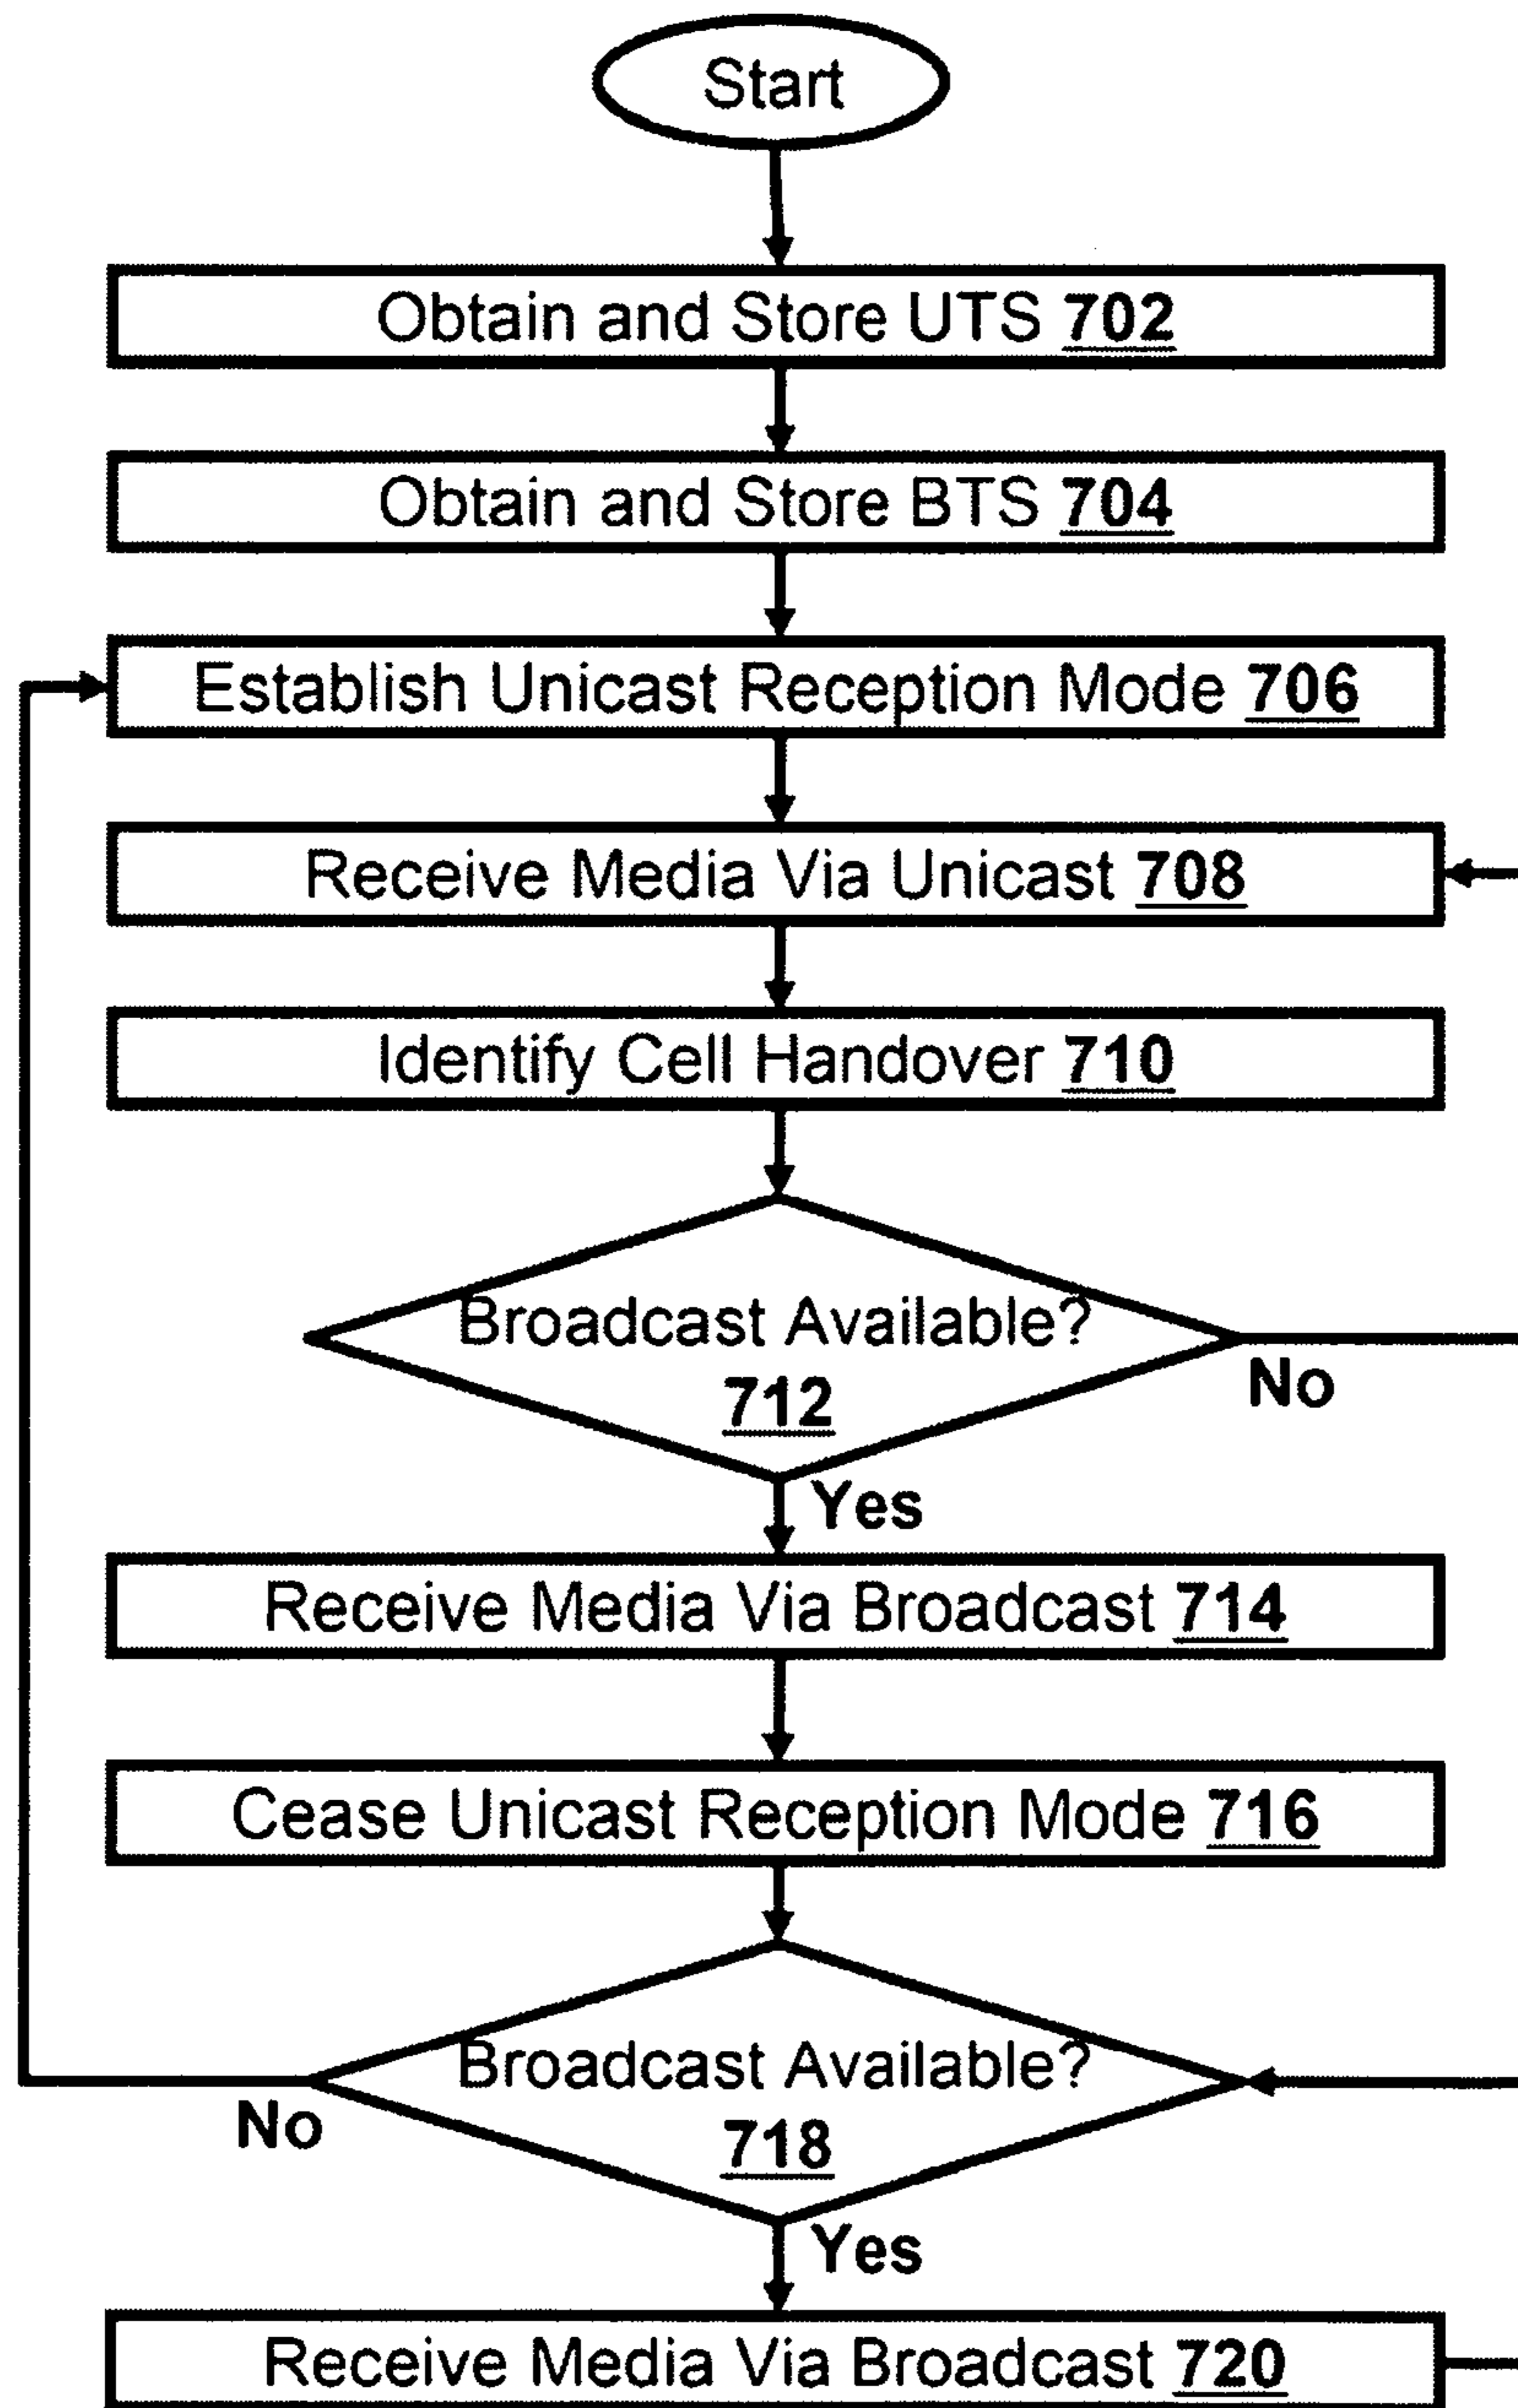 Start
Obtain and Store UTS 702
Obtain and Store BTS 704
Establish Unicast Reception Mode 706
Receive Media Via Unicast 708
Identify Cell Handover 710
Broadcast Available?
712
No
Yes
Receive Media Via Broadcast 714
Cease Unicast Reception Mode 716
Broadcast Available?
718
No
Yes
Receive Media Via Broadcast 720